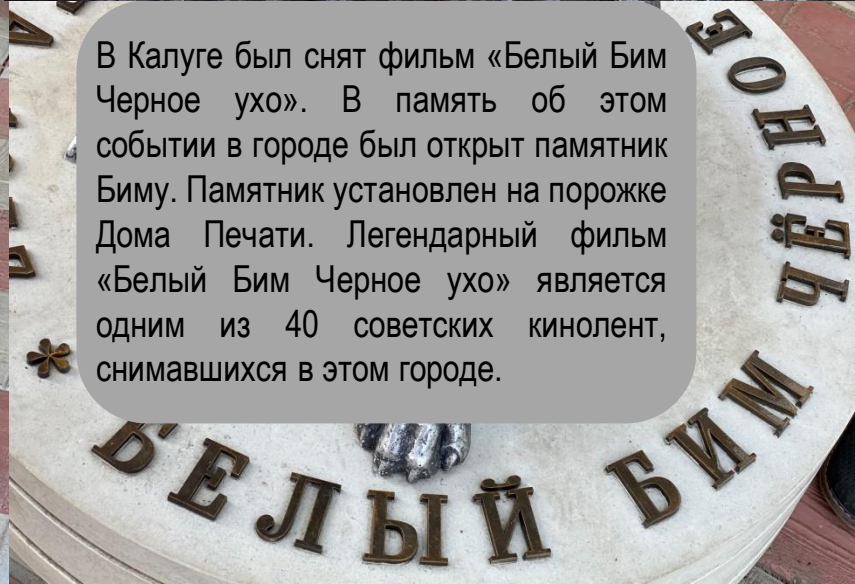 В Калуге был снят фильм «Белый Бим
Черное ухо». В память об этом
событии в городе был открыт памятник
Биму. Памятник установлен на порожке
Дома Печати. Легендарный фильм
«Белый Бим Черное ухо» является
одним из 40 советских кинолент,
снимавшихся в этом городе.
* БЕЛЫЙ БИМ ЧЁРНОЕ